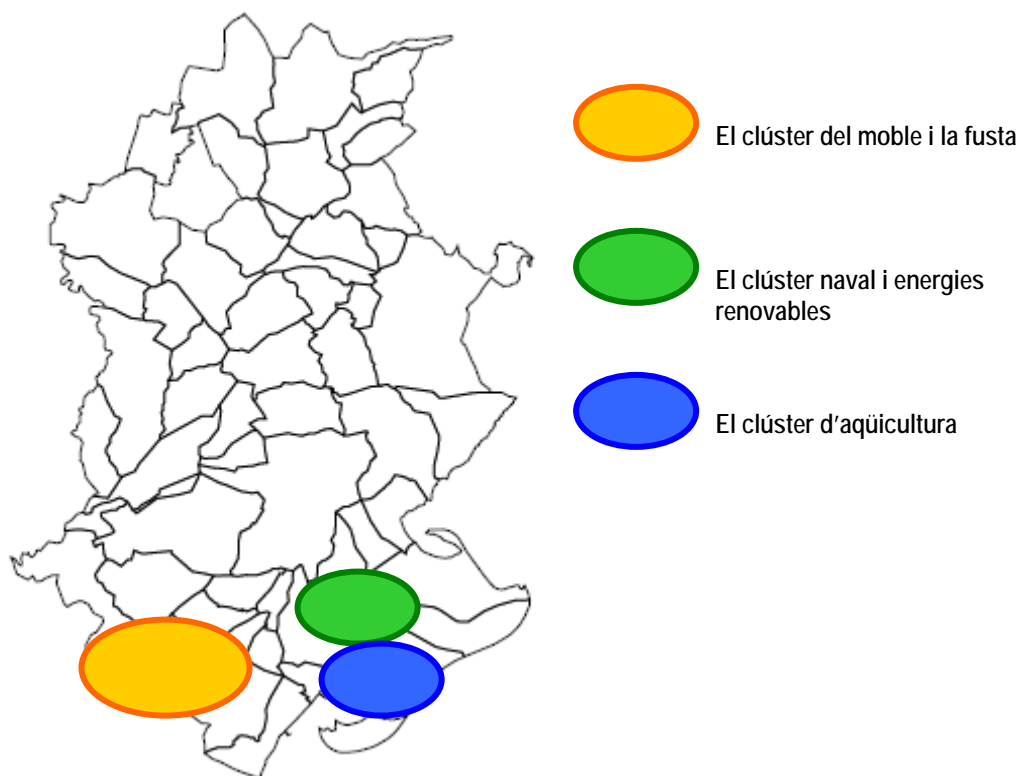 El clúster del moble i la fusta
El clúster naval i energies
renovables
El clúster d'aqüicultura